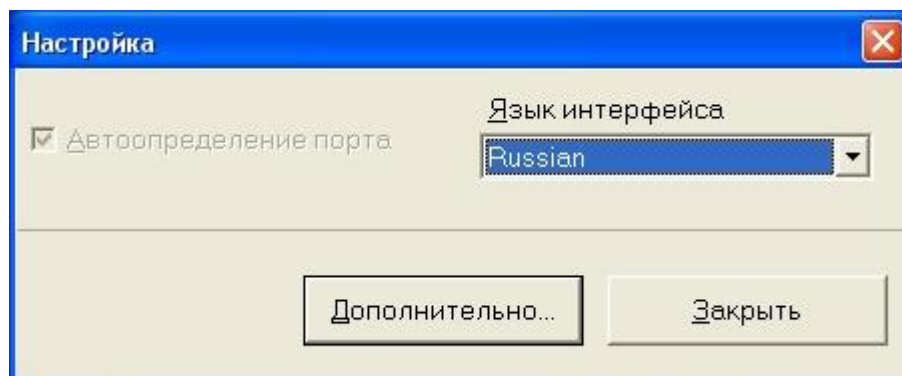 Настройка
Автоопределение порта
Язык интерфейса
Russian
Дополнительно...
Закрыть